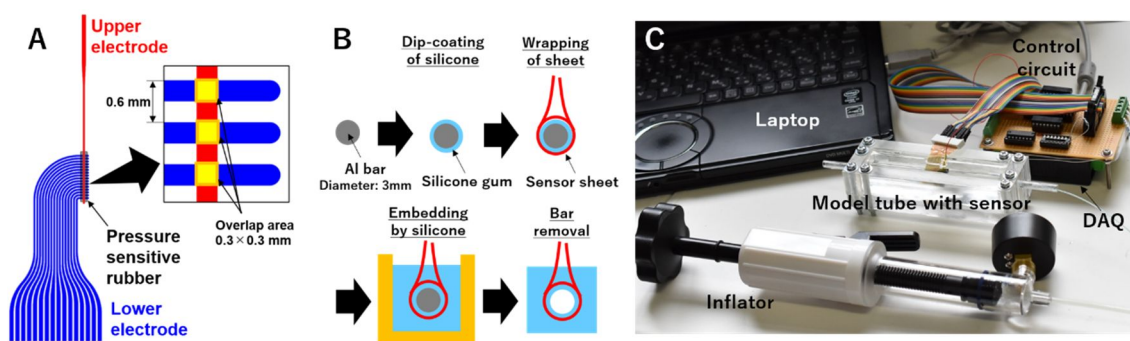 A
Upper
electrode
0.6 mm
Overlap area
0.3×0.3 mm
Pressure
sensitive
rubber
Lower
electrode
B
Dip-coating
of silicone
Wrapping
of sheet
Al bar
Diameter: 3mm
Silicone gum
Sensor sheet
Embedding
by silicone
Bar
removal
C
Control
circuit
Laptop
Model tube with sensor
DAQ
Inflator